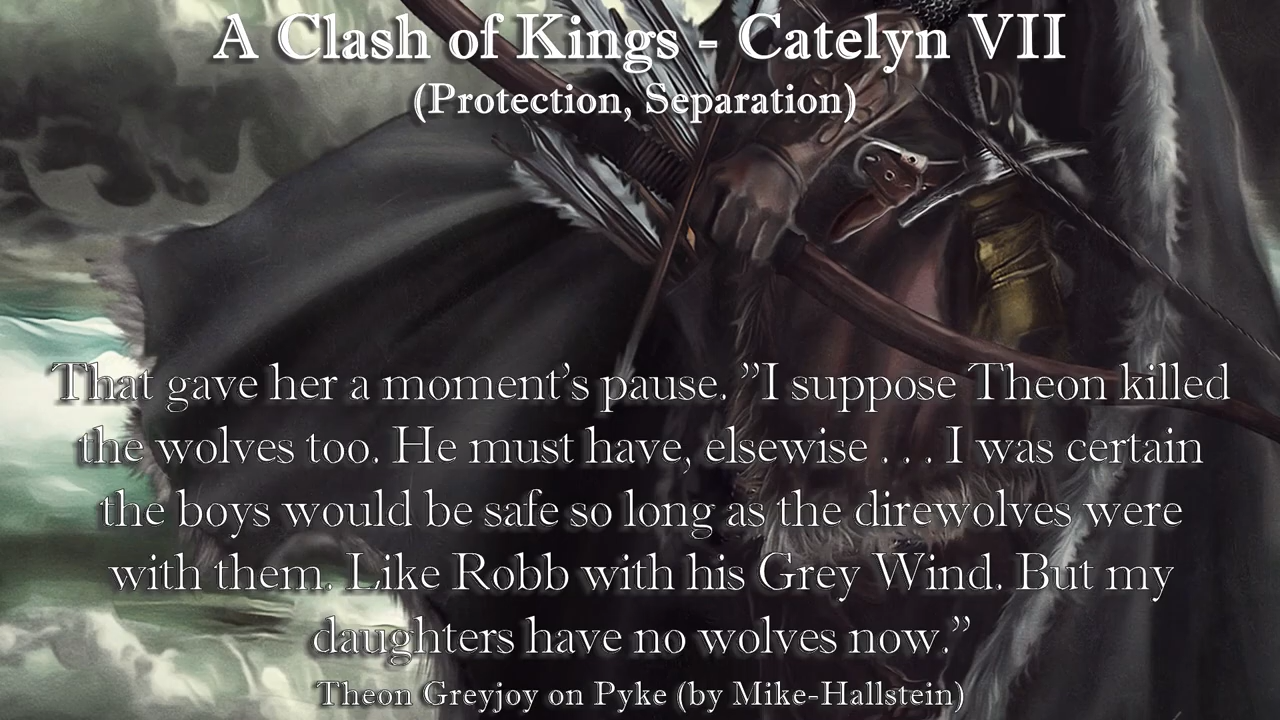 A Clash of Kings - Catelyn VII
(Protection, Separation)
That gave her a moment’s pause. ”I suppose Theon killed
the wolves too. He must have, elsewise . . . I was certain
the boys would be safe so long as the direwolves were
with them. Like Robb with his Grey Wind. But my
daughters have no wolves now.”
Theon Greyjoy on Pyke (by Mike-Hallstein)